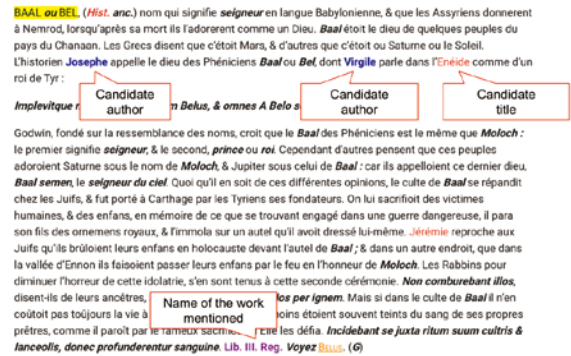 BAAL ou BEL, (Hist. anc.) nom qui signifie seigneur en langue Babylonienne, & que les Assyriens donnerent
à Nemrod, lorsqu'après sa mort ils l'adorerent comme un Dieu. Baal étoit le dieu de quelques peuples du
pays du Chanaan. Les Grecs disent que c'étoit Mars, & d'autres que c'étoit ou Saturne ou le Soleil.
L'historien Josephe appelle le dieu des Phéniciens Baal ou Bel, dont Virgile parle dans l'Enéide comme d'un
roi de Tyr :
Candidate author
Candidate author
Candidate title
Implevitque m Belus, & omnes A Belo s
Godwin, fondé sur la ressemblance des noms, croit que le Baal des Phéniciens est le même que Moloch :
le premier signifie seigneur, & le second, prince ou roi. Cependant d'autres pensent que ces peuples
adoroient Saturne sous le nom de Moloch, & Jupiter sous celui de Baal : car ils appelloient ce dernier dieu,
Baal semen, le seigneur du ciel. Quoi qu'il en soit de ces différentes opinions, le culte de Baal se répandit
chez les Juifs, & fut porté à Carthage par les Tyriens ses fondateurs. On lui sacrifioit des victimes
humaines, & des enfans, en mémoire de ce que se trouvant engagé dans une guerre dangereuse, il para
son fils des ornemens royaux, & l'immola sur un autel qu'il avoit dressé lui-même. Jérémie reproche aux
Juifs qu'ils brûloient leurs enfans en holocauste devant l'autel de Baal ; & dans un autre endroit, que dans
la vallée d'Ennon ils faisoient passer leurs enfans par le feu en l'honneur de Moloch. Les Rabbins pour
diminuer l'horreur de cette idolatrie, s'en sont tenus à cette seconde cérémonie. Non comburebant illos,
disent-ils de leurs ancêtres, los per ignem. Mais si dans le culte de Baal il n'en
coûtoit pas toûjours la vie à moins étoient souvent teints du sang de ses propres
prêtres, comme il paroît par le fameux sacri Elie les défia. Incidebant se juxta ritum suum cultris &
lanceolis, donec profunderentur sanguine. Lib. III. Reg. Voyez BELUS. (G)
Name of the work
mentioned